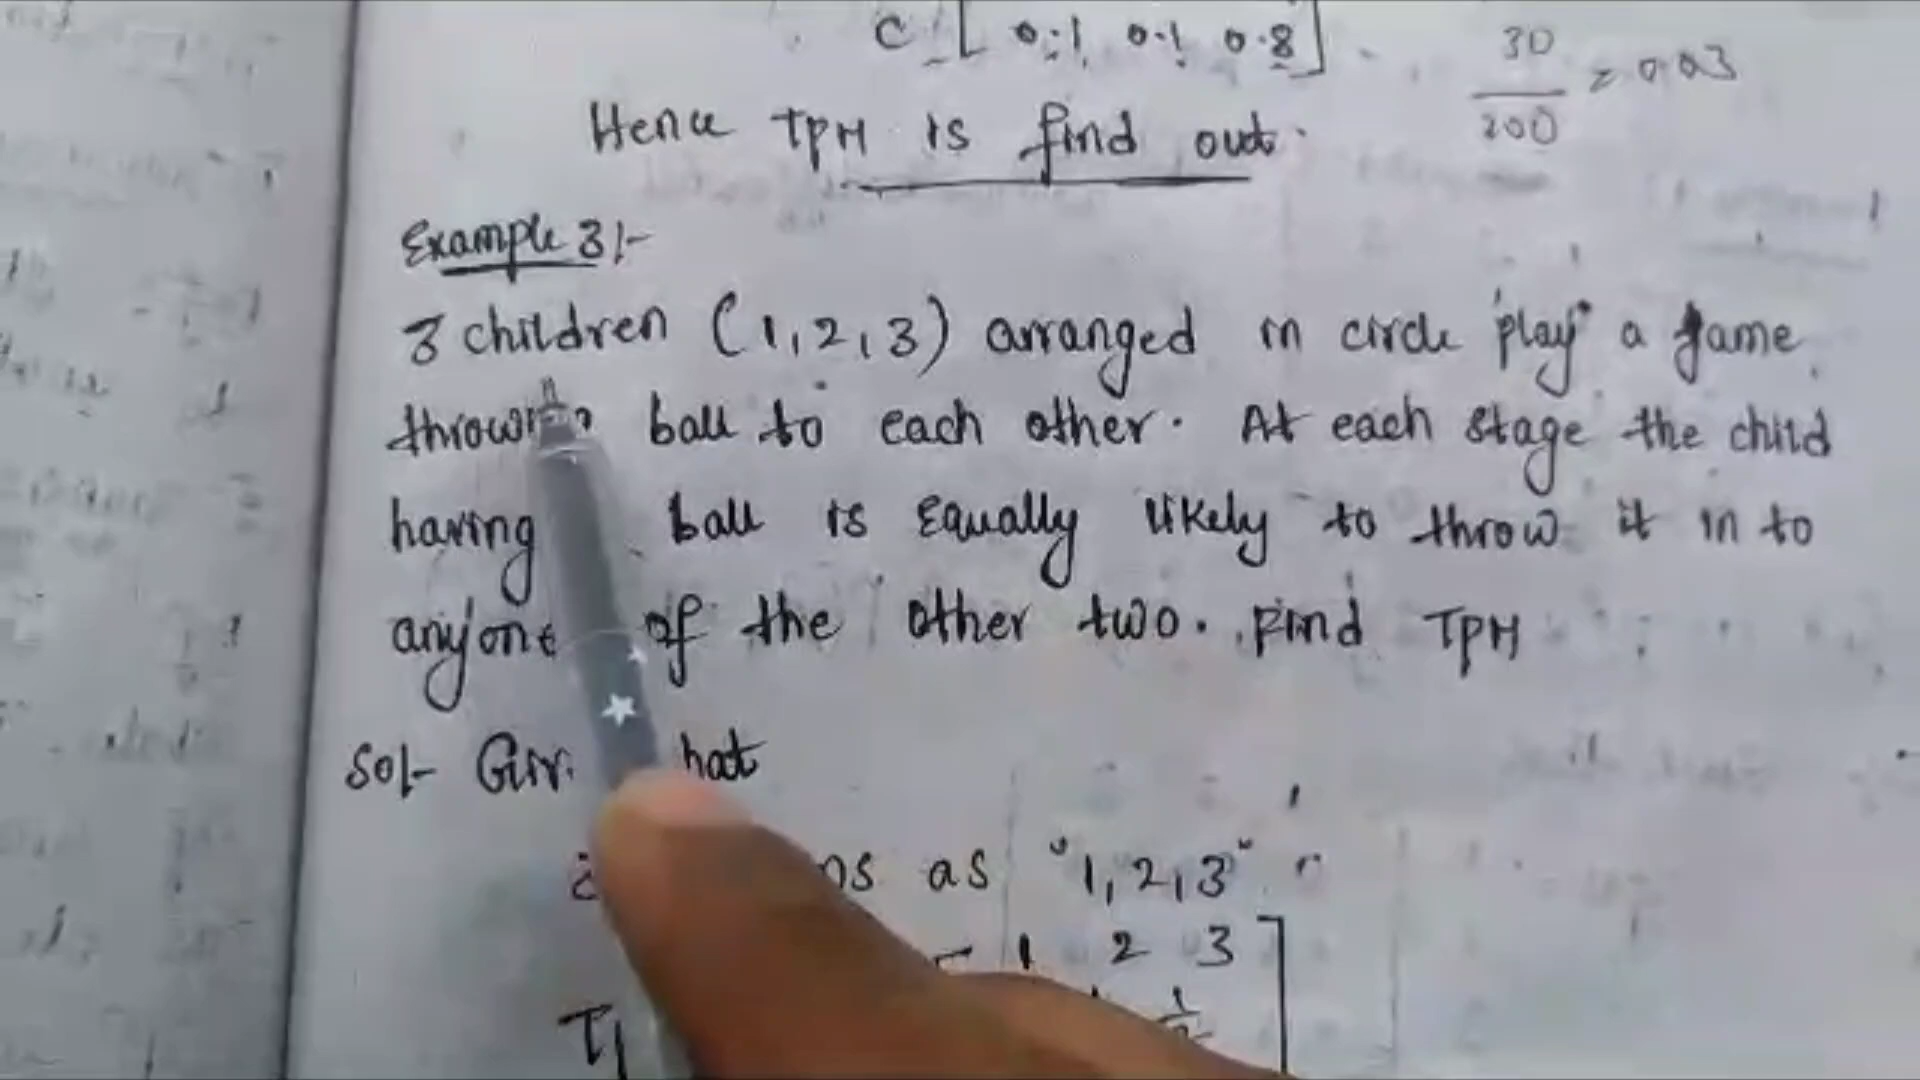 C [ 0.1 0.1 0.8 ]
30
200 = 0.03
Hence TPM is find out.
Example 3:-
3 children (1,2,3) arranged in circle "play" a game
ball to each other. At each stage the child
having ball is Equally likely to throw it in to
anyone of the other two. Find TPM
Sol-
as "1, 2, 3"
1 2 3